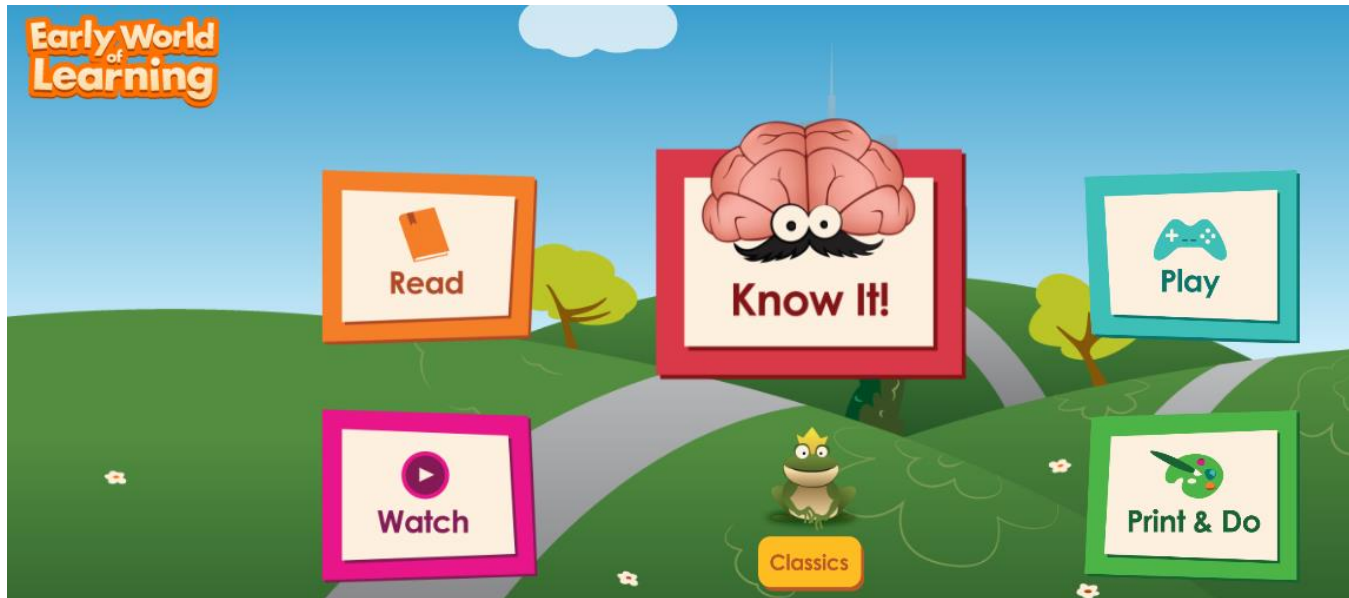 Early World
of
Learning
Read
Know It!
Play
Watch
Classics
Print & Do